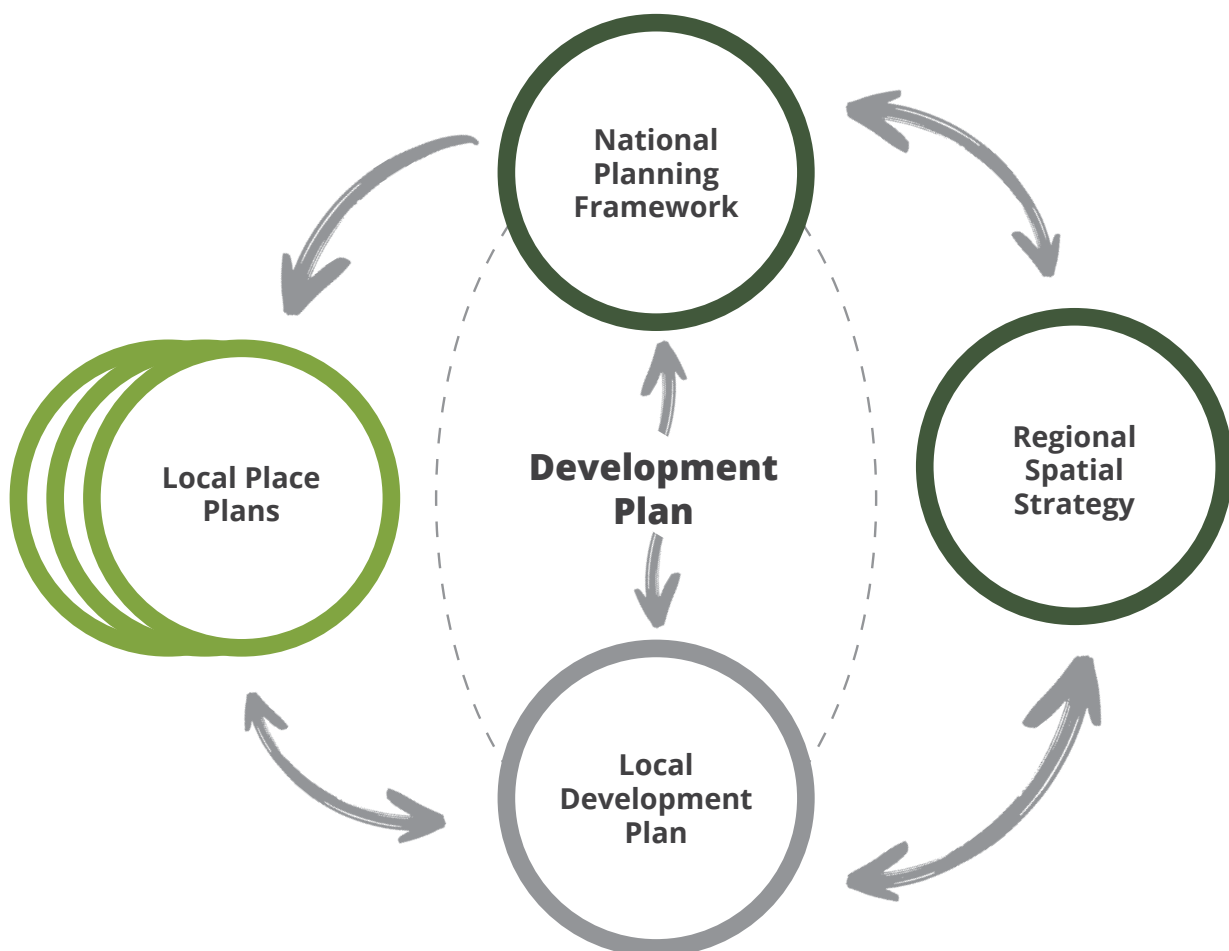 National
Planning
Framework
Local Place
Plans
Development
Plan
Regional
Spatial
Strategy
Local
Development
Plan